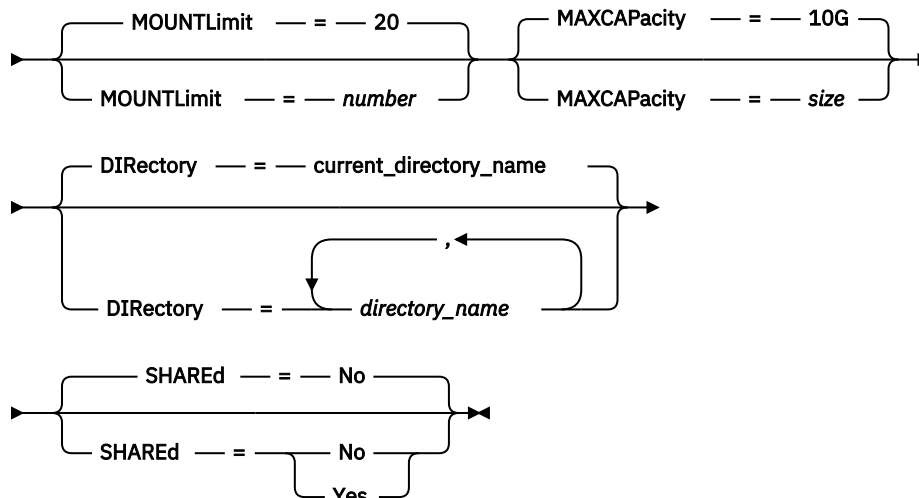 MOUNTLimit = 20 MAXCAPacity = 10G
MOUNTLimit = number MAXCAPacity = size
DIRectory = current_directory_name
,
DIRectory = directory_name
SHAREd = No
SHAREd = No
Yes